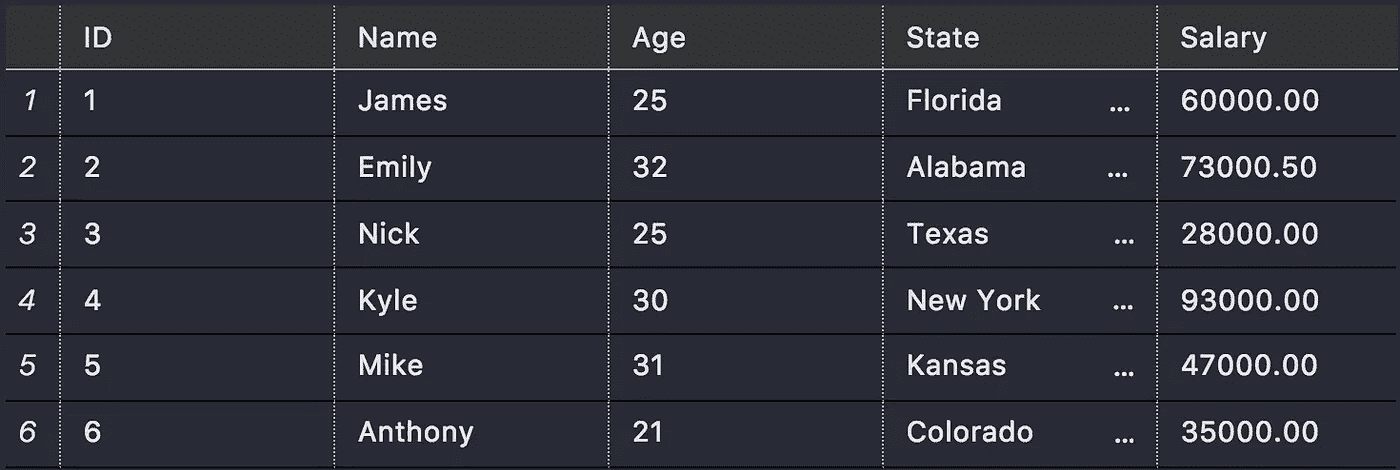 ID Name Age State Salary
1 1 James 25 Florida ... 60000.00
2 2 Emily 32 Alabama ... 73000.50
3 3 Nick 25 Texas ... 28000.00
4 4 Kyle 30 New York ... 93000.00
5 5 Mike 31 Kansas ... 47000.00
6 6 Anthony 21 Colorado ... 35000.00